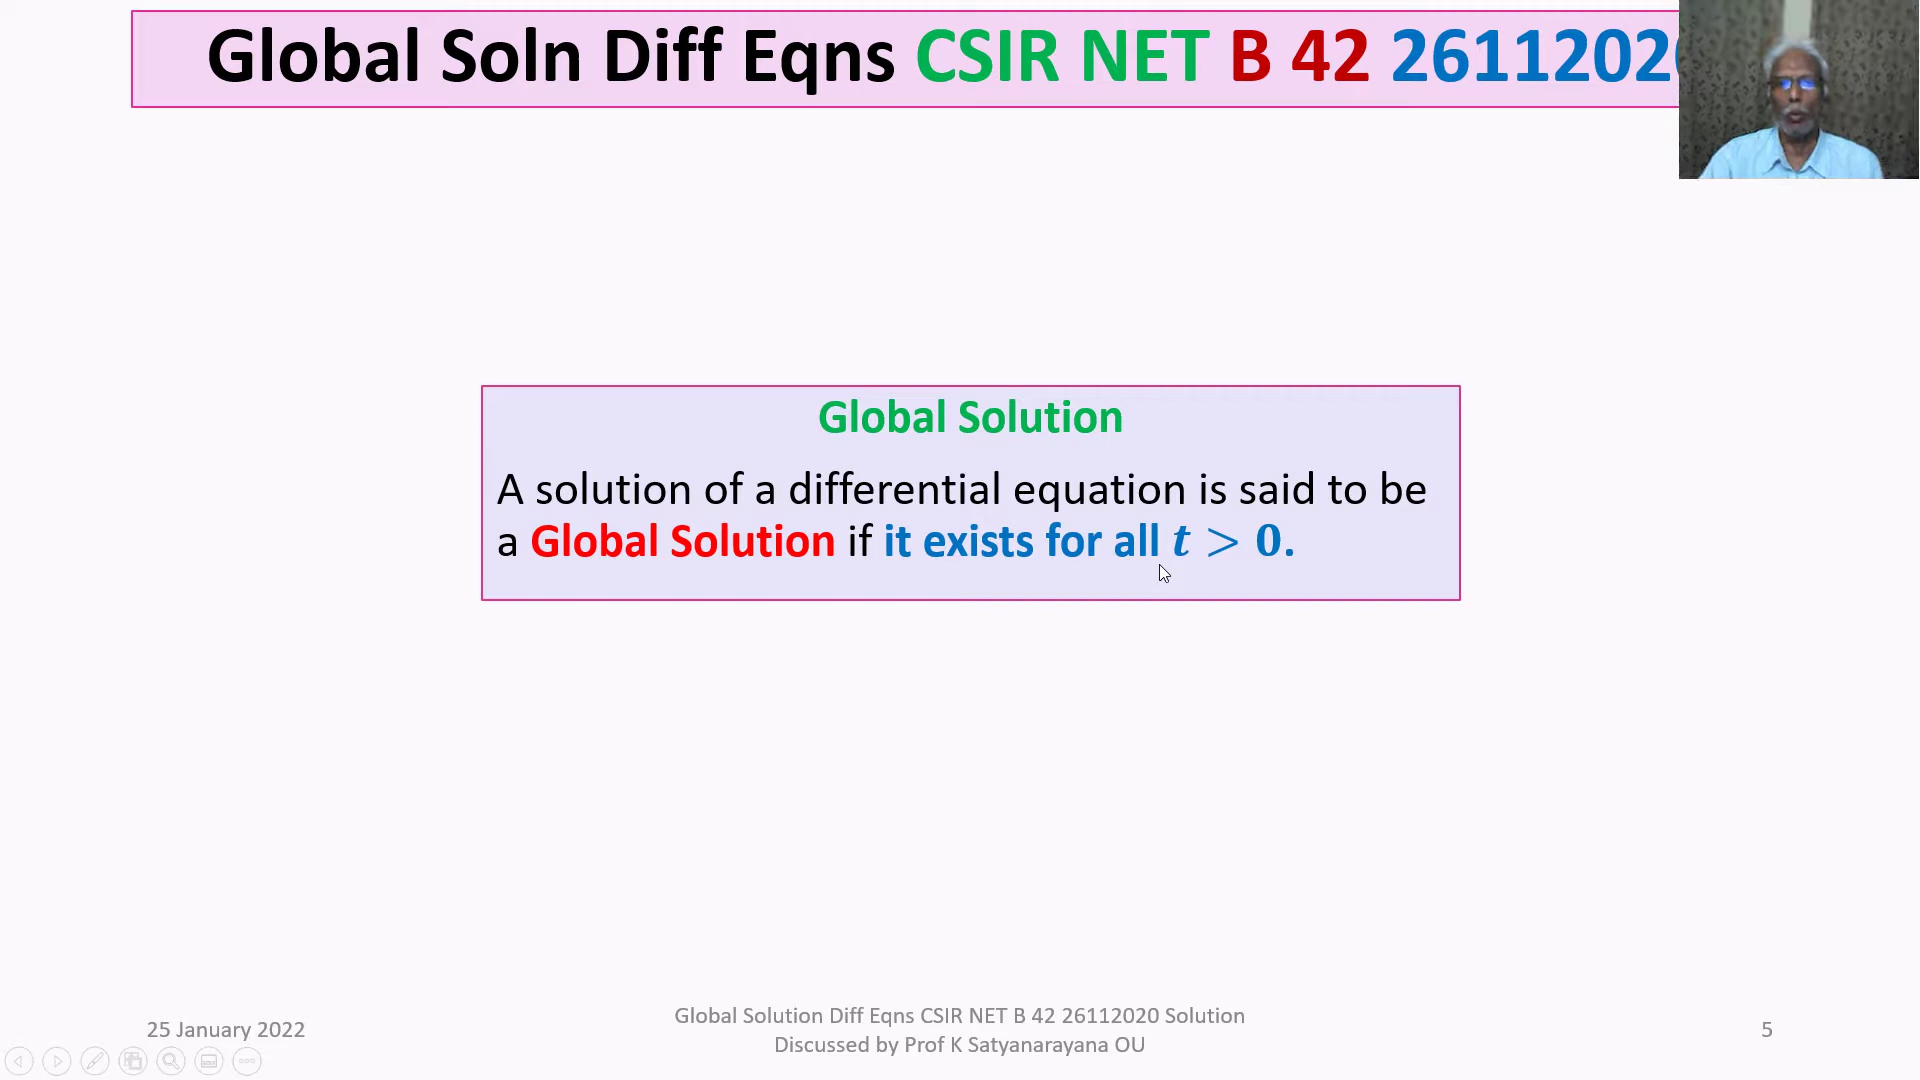 Global Soln Diff Eqns CSIR NET B 42 26112020
Global Solution
A solution of a differential equation is said to be
a Global Solution if it exists for all t > 0.
25 January 2022
Global Solution Diff Eqns CSIR NET B 42 26112020 Solution
Discussed by Prof K Satyanarayana OU
5